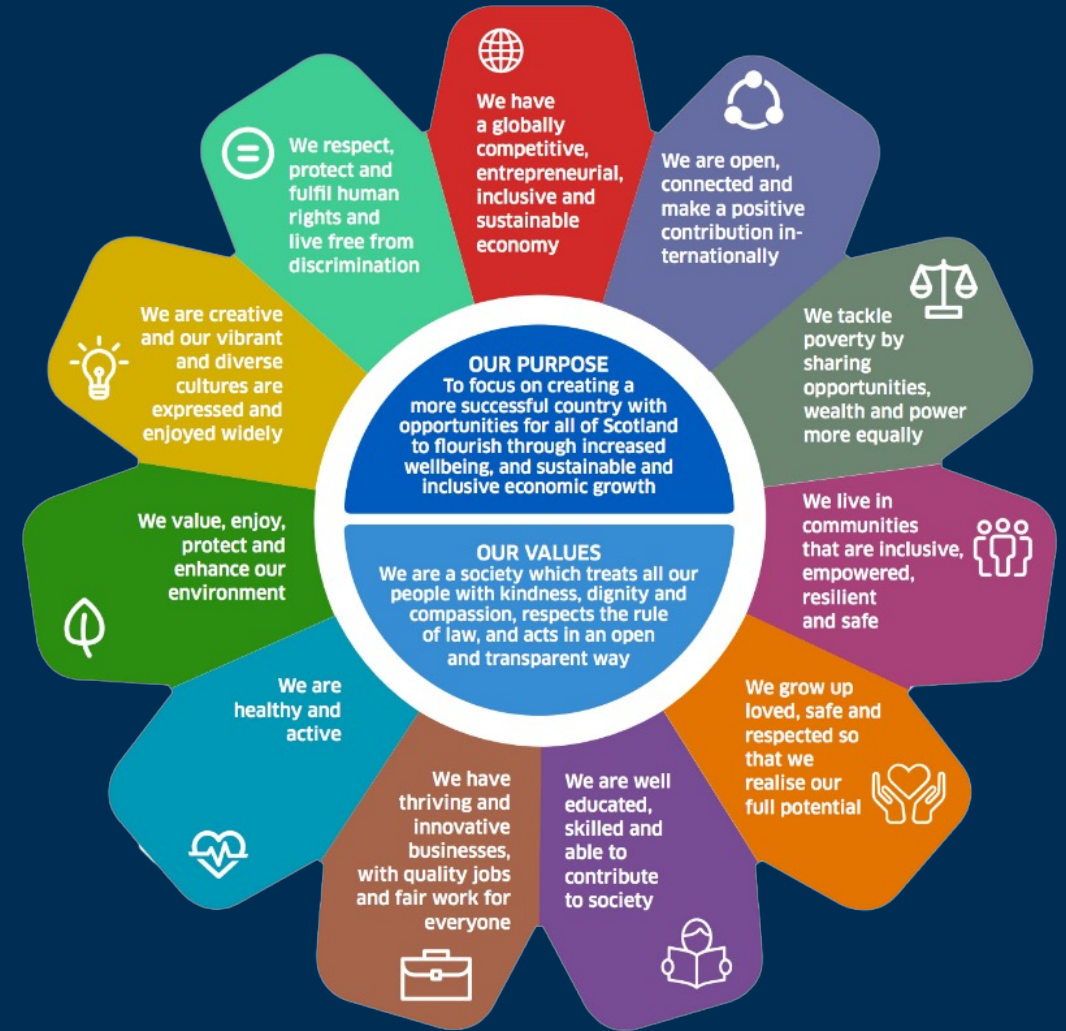 We have
a globally
competitive,
entrepreneurial,
inclusive and
sustainable
economy
We are open,
connected and
make a positive
contribution in-
ternationally
We tackle
poverty by
sharing
opportunities,
wealth and power
more equally
We live in
communities
that are inclusive,
empowered,
resilient
and safe
We grow up
loved, safe and
respected so
that we
realise our
full potential
We are well
educated,
skilled and
able to
contribute
to society
We have
thriving and
innovative
businesses,
with quality jobs
and fair work for
everyone
We are
healthy and
active
We value, enjoy,
protect and
enhance our
environment
We are creative
and our vibrant
and diverse
cultures are
expressed and
enjoyed widely
We respect,
protect and
fulfil human
rights and
live free from
discrimination
OUR PURPOSE
To focus on creating a
more successful country with
opportunities for all of Scotland
to flourish through increased
wellbeing, and sustainable and
inclusive economic growth
OUR VALUES
We are a society which treats all our
people with kindness, dignity and
compassion, respects the rule
of law, and acts in an open
and transparent way